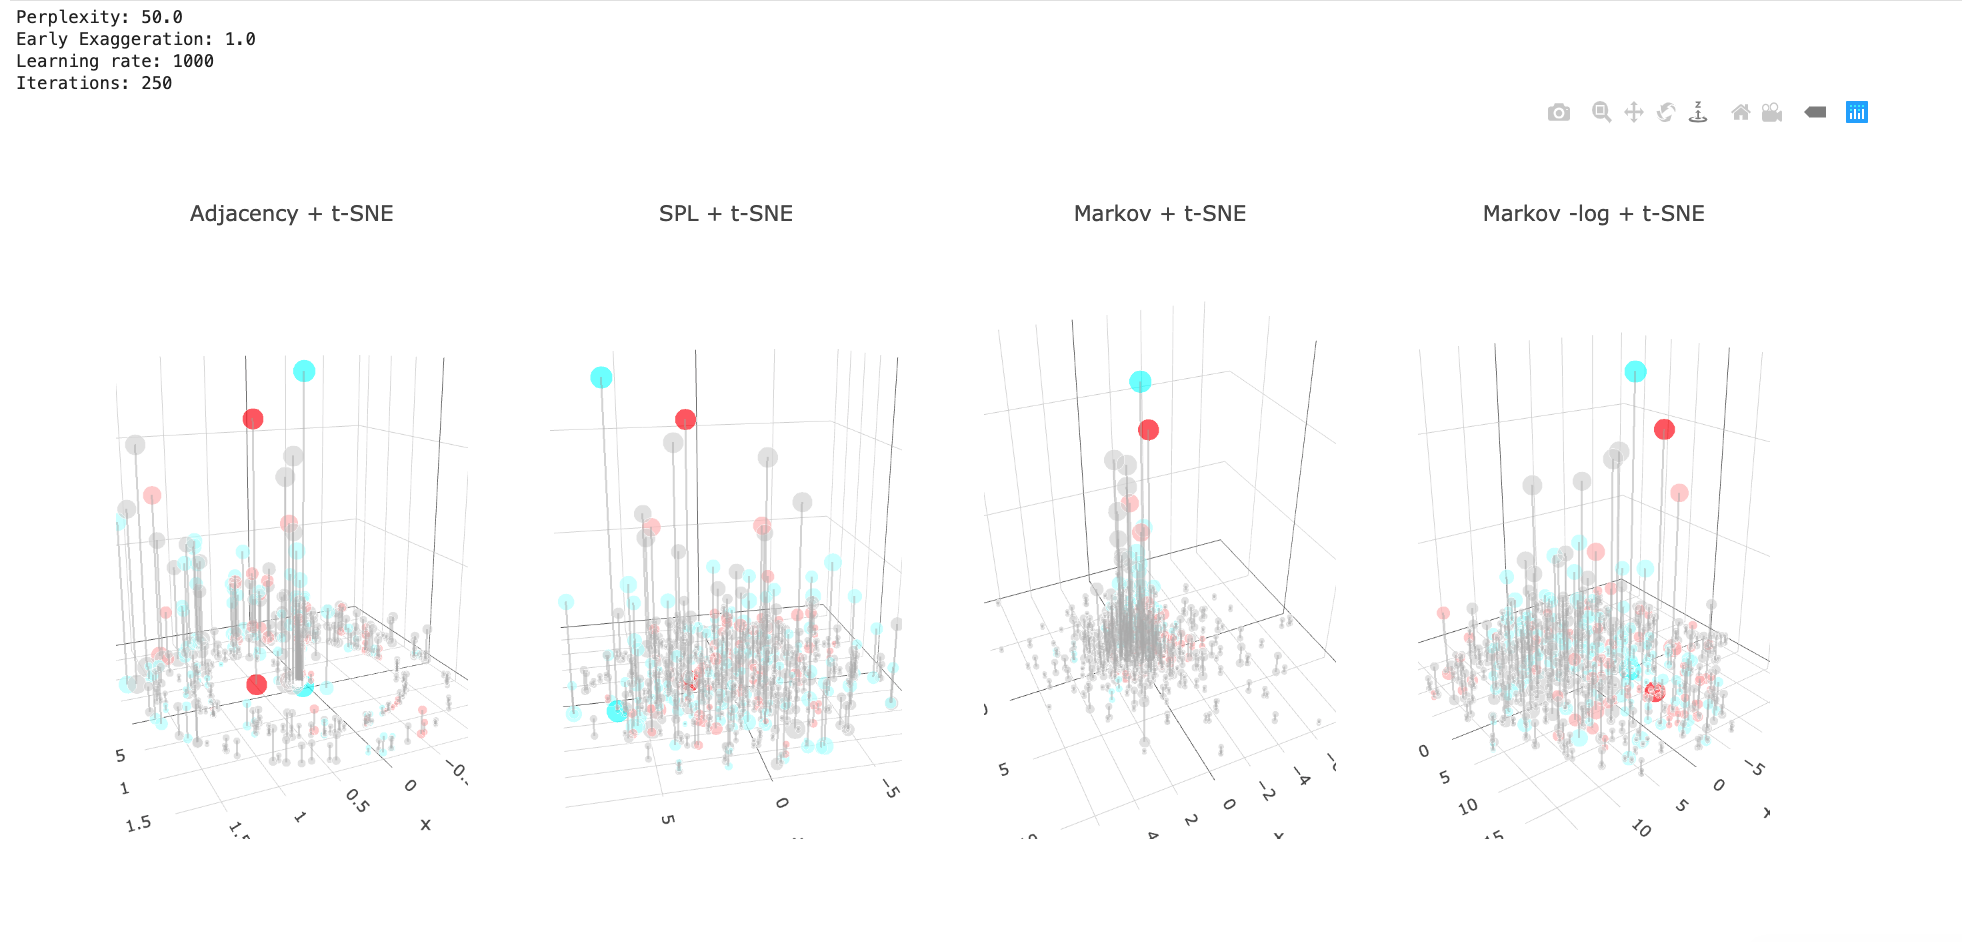 Perplexity: 50.0
Early Exaggeration: 1.0
Learning rate: 1000
Iterations: 250
Z
Adjacency + t-SNE
SPL + t-SNE
Markov + t-SNE
Markov -log + t-SNE
5
1
1.5
1
0.5
0
x
5
0
−5
5
2
0
−2
−4
0
5
10
10
5
0
−5
x